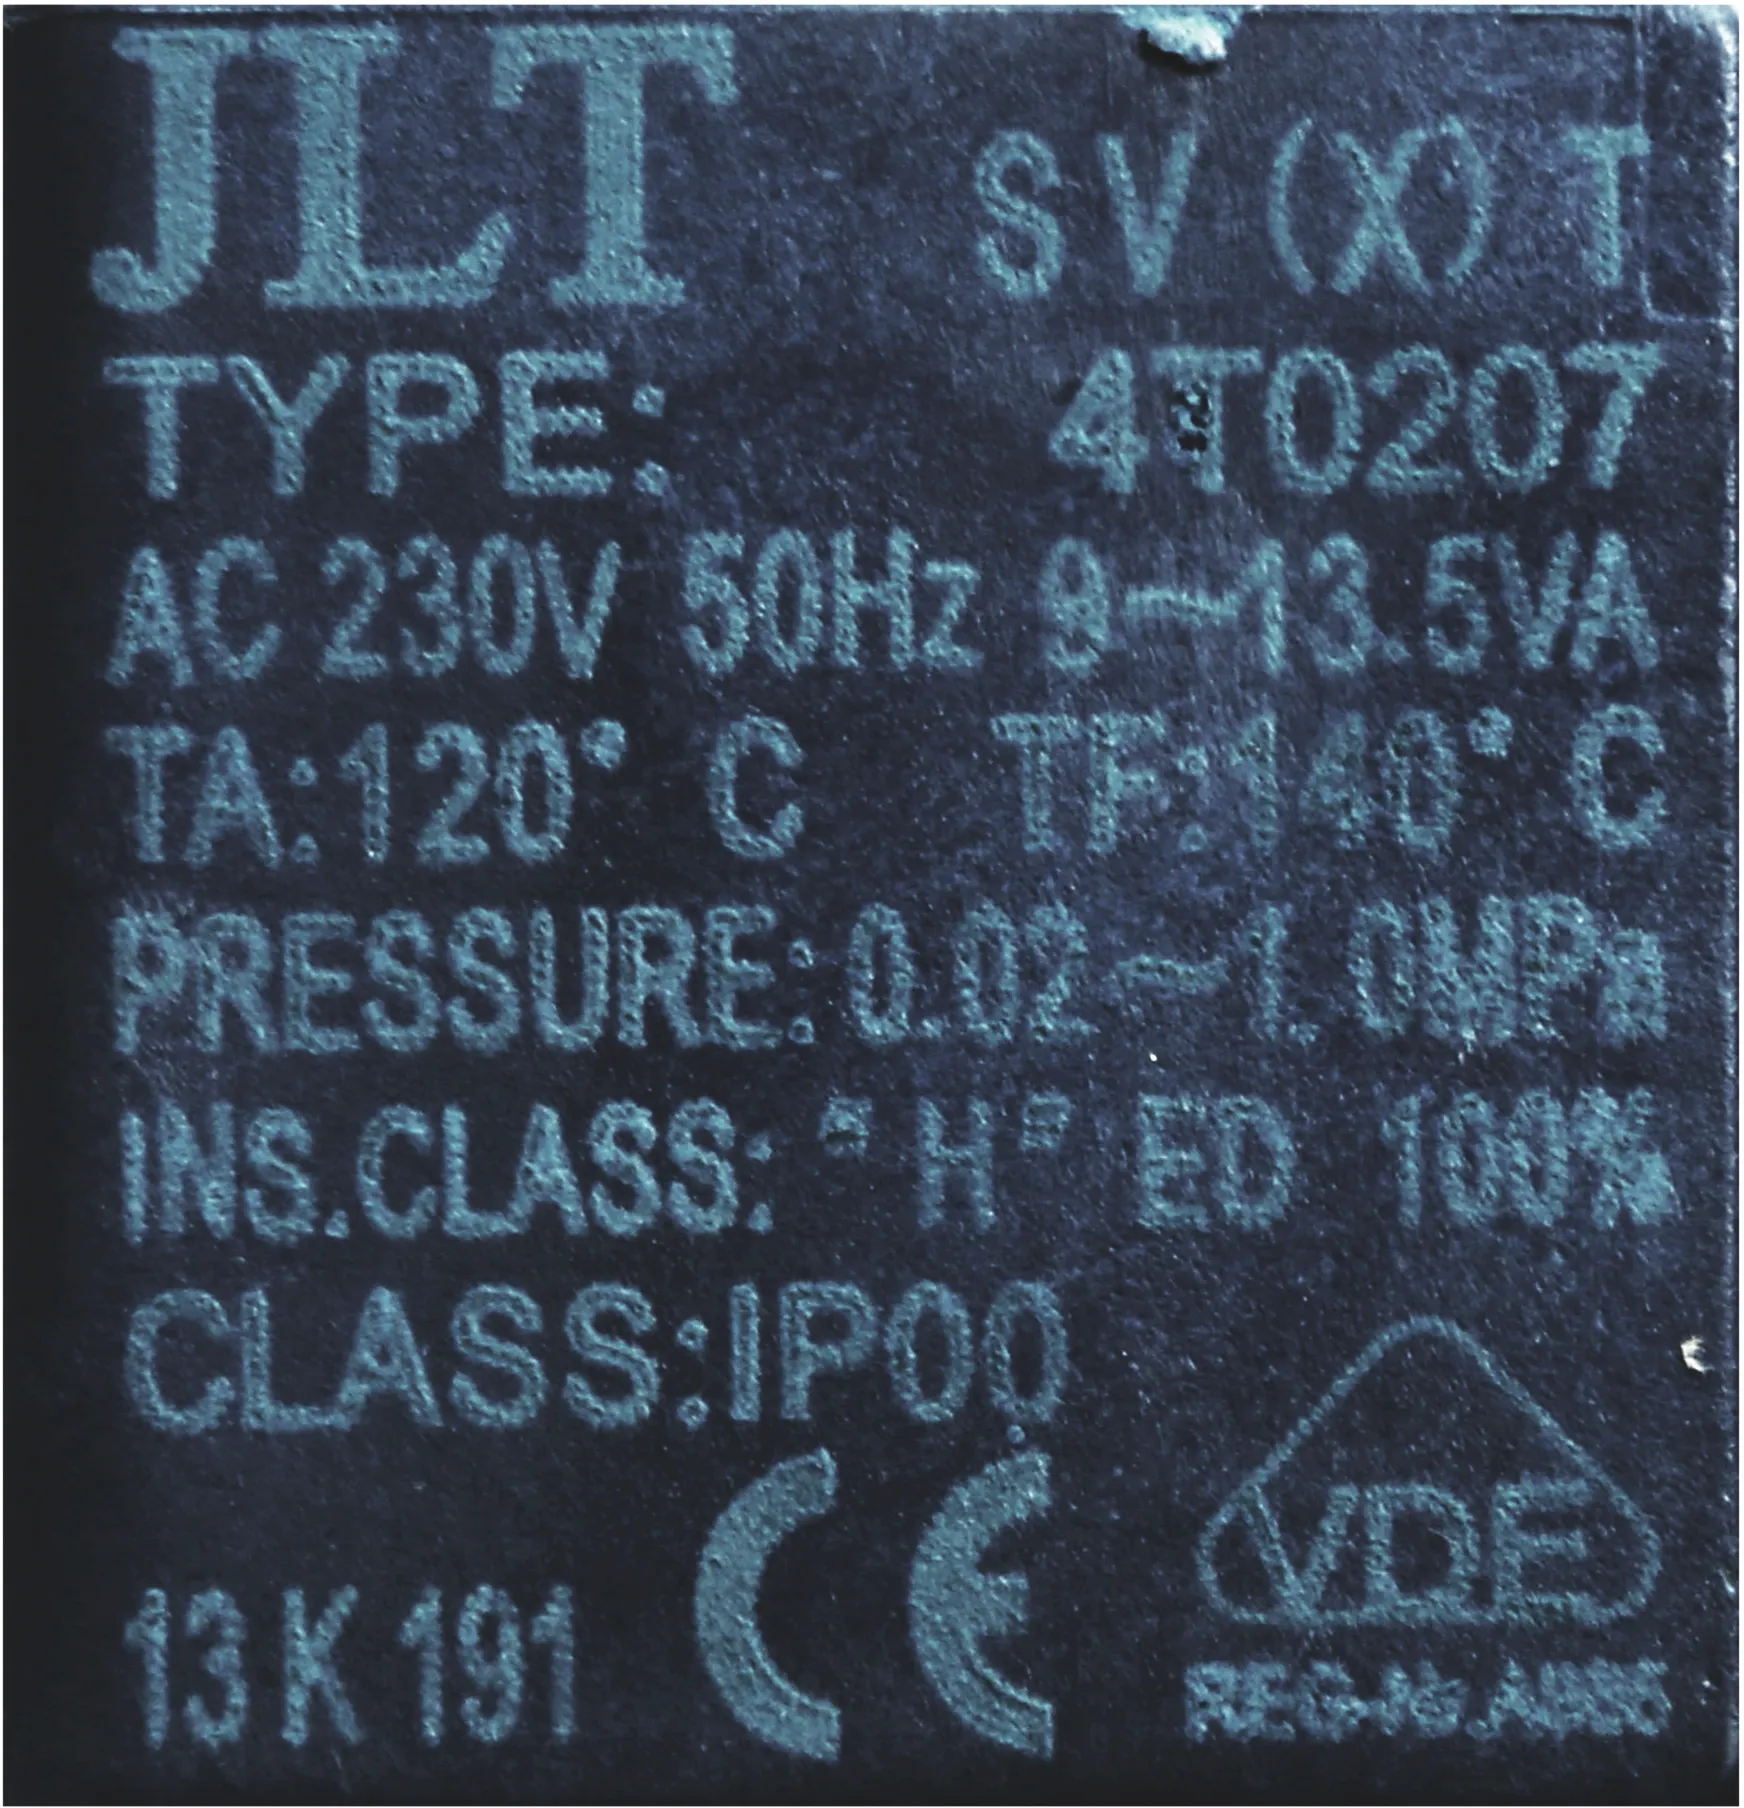 JLT SV (X) T
TYPE: 4T0207
AC 230V 50Hz 9~13.5VA
TA:120° C TF:140° C
PRESSURE:0.02~1.0MPa
INS.CLASS: "H" ED 100%
CLASS:IP00
13 K 191 CE VDE